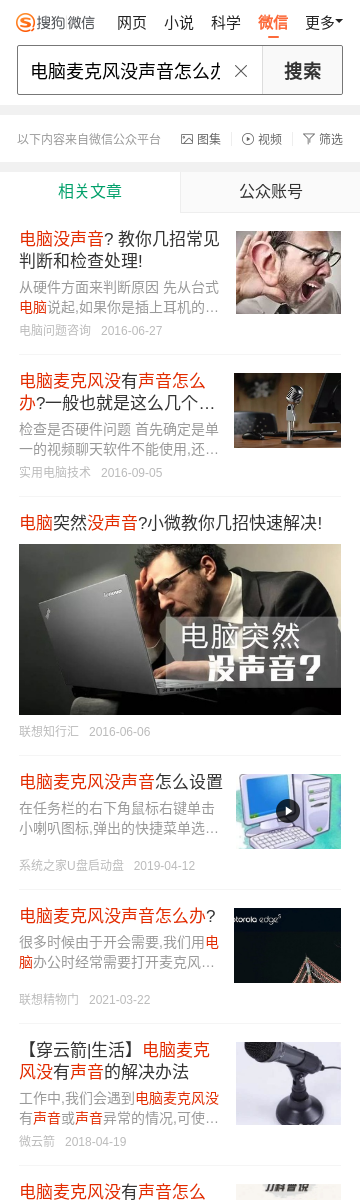 搜狗微信 网页 小说 科学 微信 更多
电脑麦克风没声音怎么办 搜索
以下内容来自微信公众平台 图集 视频 筛选
相关文章 公众账号
电脑没声音? 教你几招常见
判断和检查处理!
从硬件方面来判断原因 先从台式
电脑说起,如果你是插上耳机的...
电脑问题咨询 2016-06-27
电脑麦克风没有声音怎么
办?一般也就是这么几个...
检查是否硬件问题 首先确定是单
一的视频聊天软件不能使用,还...
实用电脑技术 2016-09-05
电脑突然没声音?小微教你几招快速解决!
lenovo
电脑突然
没声音?
联想知行汇 2016-06-06
电脑麦克风没声音怎么设置
在任务栏的右下角鼠标右键单击
小喇叭图标,弹出的快捷菜单选...
系统之家U盘启动盘 2019-04-12
电脑麦克风没声音怎么办?
很多时候由于开会需要,我们用电
脑办公时经常需要打开麦克风...
otorola edge
联想精物门 2021-03-22
【穿云箭|生活】电脑麦克
风没有声音的解决办法
工作中,我们会遇到电脑麦克风没
有声音或声音异常的情况,可使...
微云箭 2018-04-19
电脑麦克风没有声音怎么